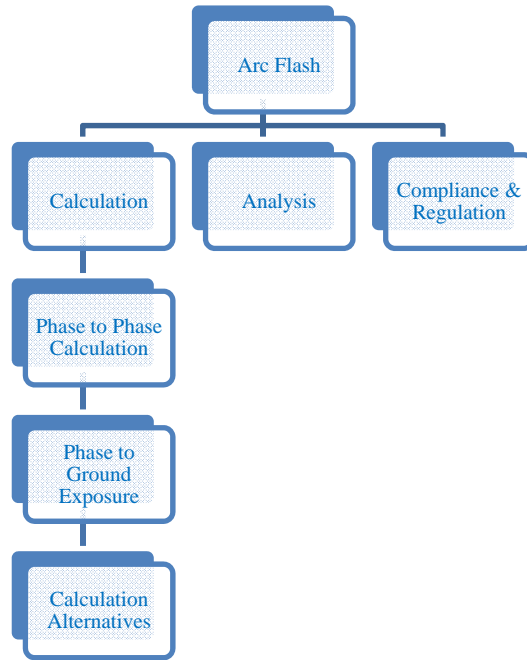 Arc Flash
Calculation
Analysis
Compliance &
Regulation
Phase to Phase
Calculation
Phase to
Ground
Exposure
Calculation
Alternatives